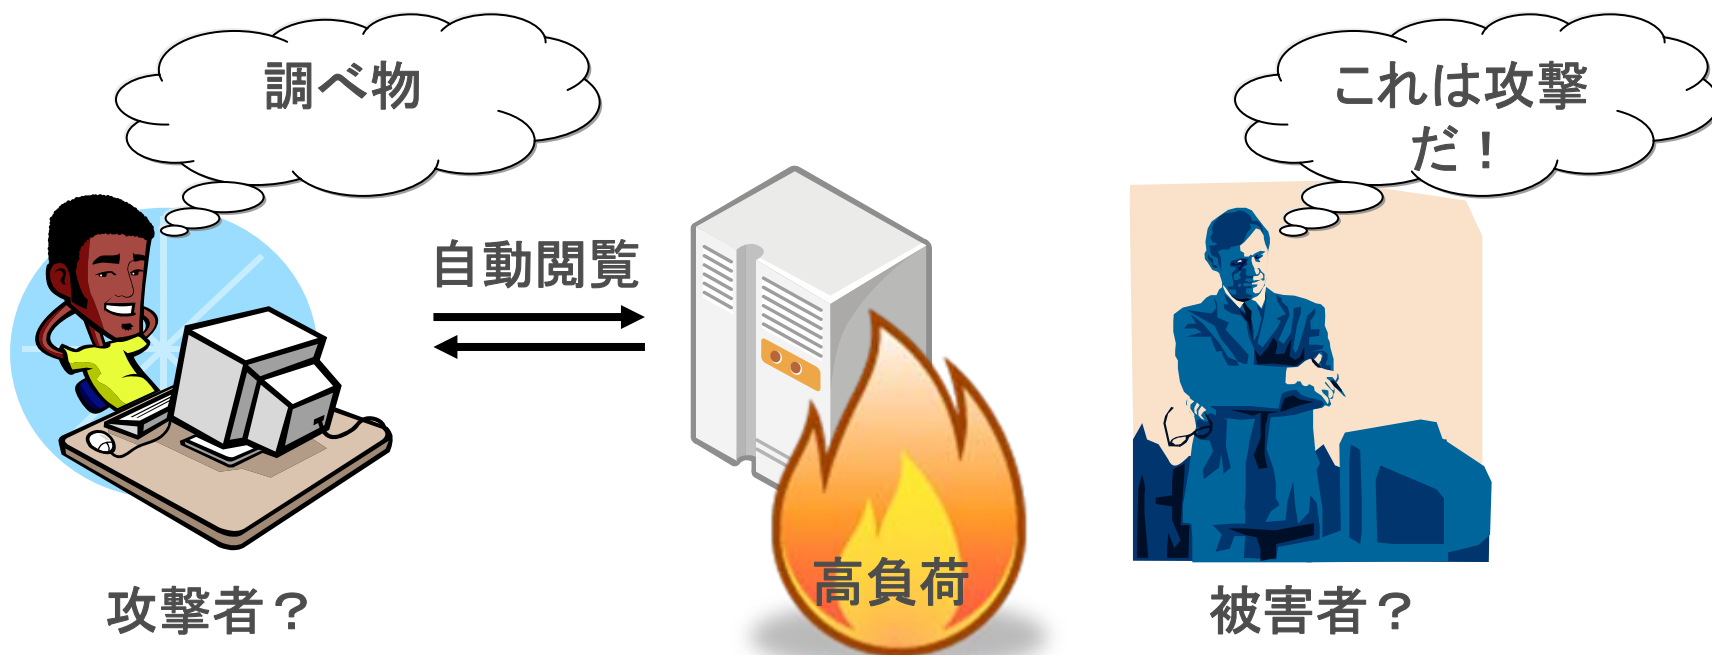 調べ物
これは攻撃
だ！
自動閲覧
高負荷
攻撃者？
被害者？